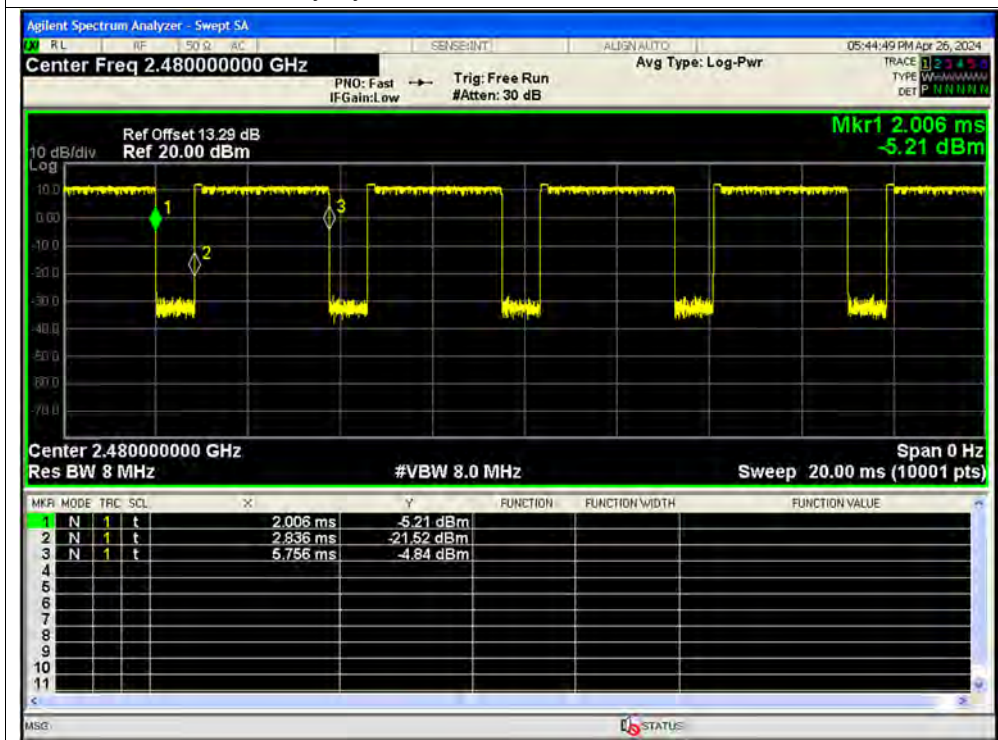 Agilent Spectrum Analyzer - Swept SA
RL RF 50 Ω AC SENSE:INT ALIGN AUTO 05:44:49 PM Apr 26, 2024
Center Freq 2.480000000 GHz Avg Type: Log-Pwr TRACE 1 2 3 4 5 6
PNO: Fast Trig: Free Run TYPE
IFGain:Low #Atten: 30 dB DET P N N N N N
Mkr1 2.006 ms
Ref Offset 13.29 dB
10 dB/div Ref 20.00 dBm -5.21 dBm
Log
10.0
1 3
0.00
-10.0
2
-20.0
-30.0
-40.0
-50.0
-60.0
-70.0
Center 2.480000000 GHz Span 0 Hz
Res BW 8 MHz #VBW 8.0 MHz Sweep 20.00 ms (10001 pts)
MKR MODE TRC SCL X Y FUNCTION FUNCTION WIDTH FUNCTION VALUE
1 N 1 t 2.006 ms -5.21 dBm
2 N 1 t 2.836 ms -21.52 dBm
3 N 1 t 5.756 ms -4.84 dBm
4
5
6
7
8
9
10
11
MSG STATUS